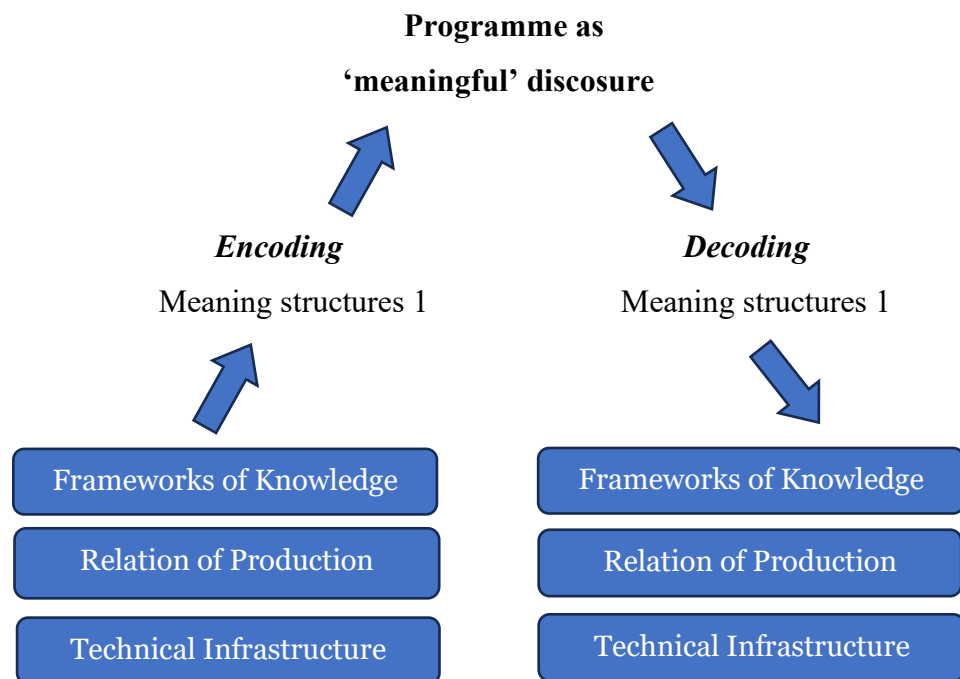 Programme as
‘meaningful’ discosure
Encoding
Meaning structures 1
Decoding
Meaning structures 1
Frameworks of Knowledge
Relation of Production
Technical Infrastructure
Frameworks of Knowledge
Relation of Production
Technical Infrastructure